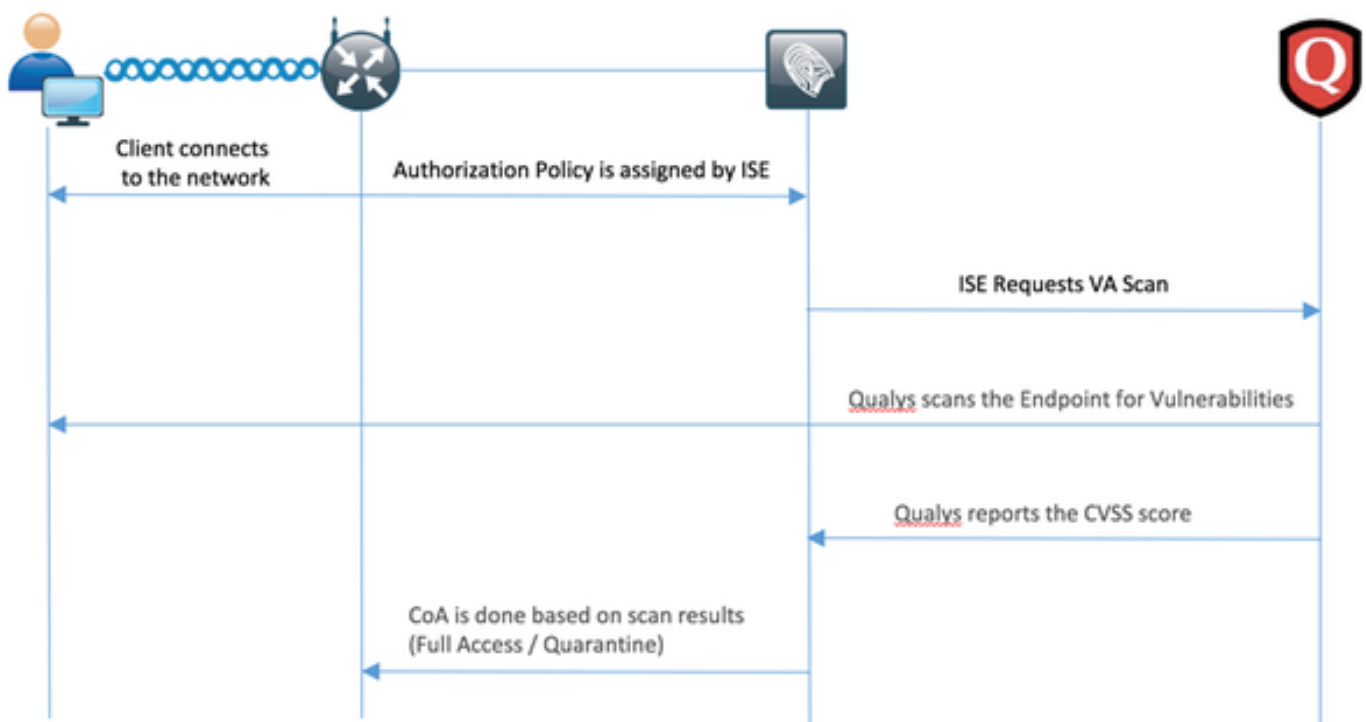 Q
Client connects
to the network
Authorization Policy is assigned by ISE
ISE Requests VA Scan
Qualys scans the Endpoint for Vulnerabilities
Qualys reports the CVSS score
CoA is done based on scan results
(Full Access / Quarantine)